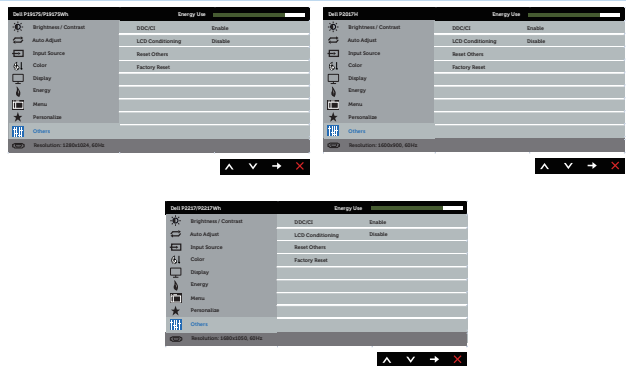 Dell P1917S/P1917SWh Energy Use
Brightness / Contrast DDC/CI Enable
Auto Adjust LCD Conditioning Disable
Input Source Reset Others
Color Factory Reset
Display
Energy
Menu
Personalize
Others
Resolution: 1280x1024, 60Hz
Dell P2017H Energy Use
Brightness / Contrast DDC/CI Enable
Auto Adjust LCD Conditioning Disable
Input Source Reset Others
Color Factory Reset
Display
Energy
Menu
Personalize
Others
Resolution: 1600x900, 60Hz
Dell P2217/P2217Wh Energy Use
Brightness / Contrast DDC/CI Enable
Auto Adjust LCD Conditioning Disable
Input Source Reset Others
Color Factory Reset
Display
Energy
Menu
Personalize
Others
Resolution: 1680x1050, 60Hz